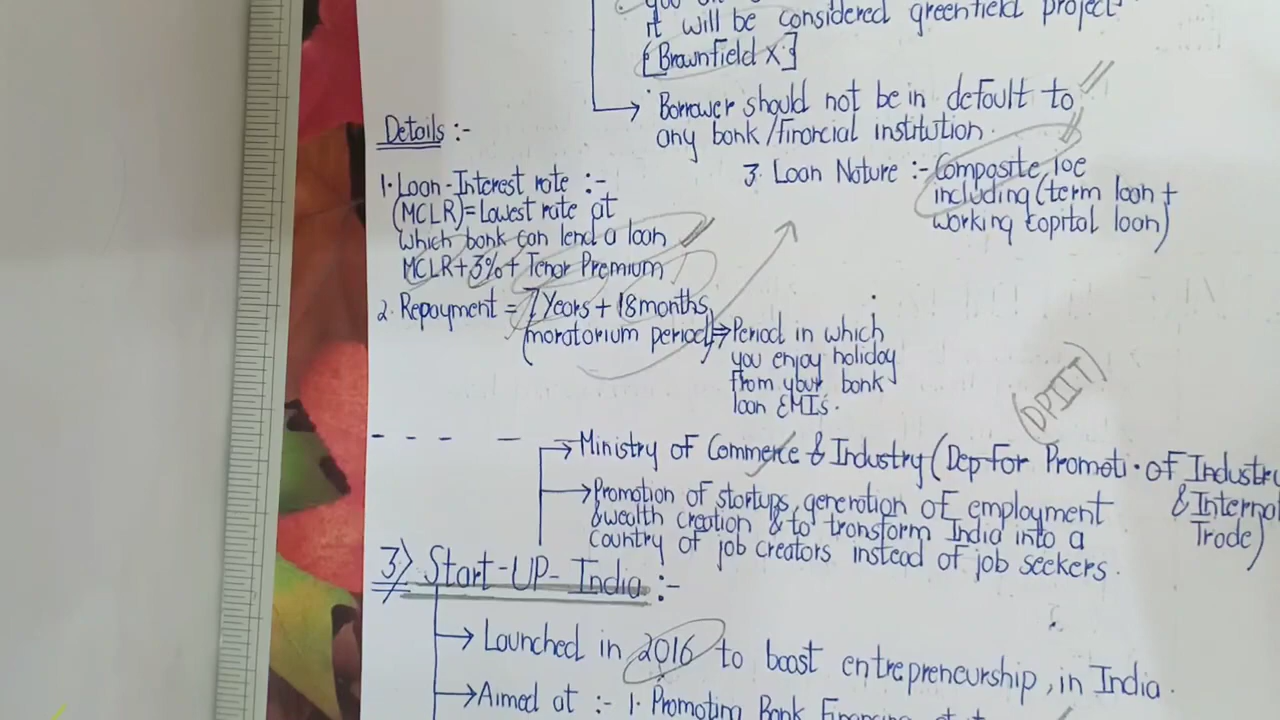 it will be considered greenfield project
[Brownfield X]
Borrower should not be in default to
any bank/financial institution.
Details :-
1. Loan-Interest rate :-
(MCLR)=Lowest rate at
which bank can lend a loan
MCLR+3%+ Tenor Premium
2. Repayment = 7 Years + 18 months
(moratorium period)⇒ Period in which
you enjoy holiday
from your bank
loan EMIs.
3. Loan Nature :- Composite loe
including (term loan +
working capital loan)
(DPIIT)
Ministry of Commerce & Industry (Dep for Promoti. of Industry
& Internal
Trade)
Promotion of startups, generation of employment
& wealth creation & to transform India into a
country of job creators instead of job seekers.
3) Start-UP-India :-
Launched in 2016 to boost entrepreneurship, in India.
Aimed at :- 1. Promoting Bank Financing